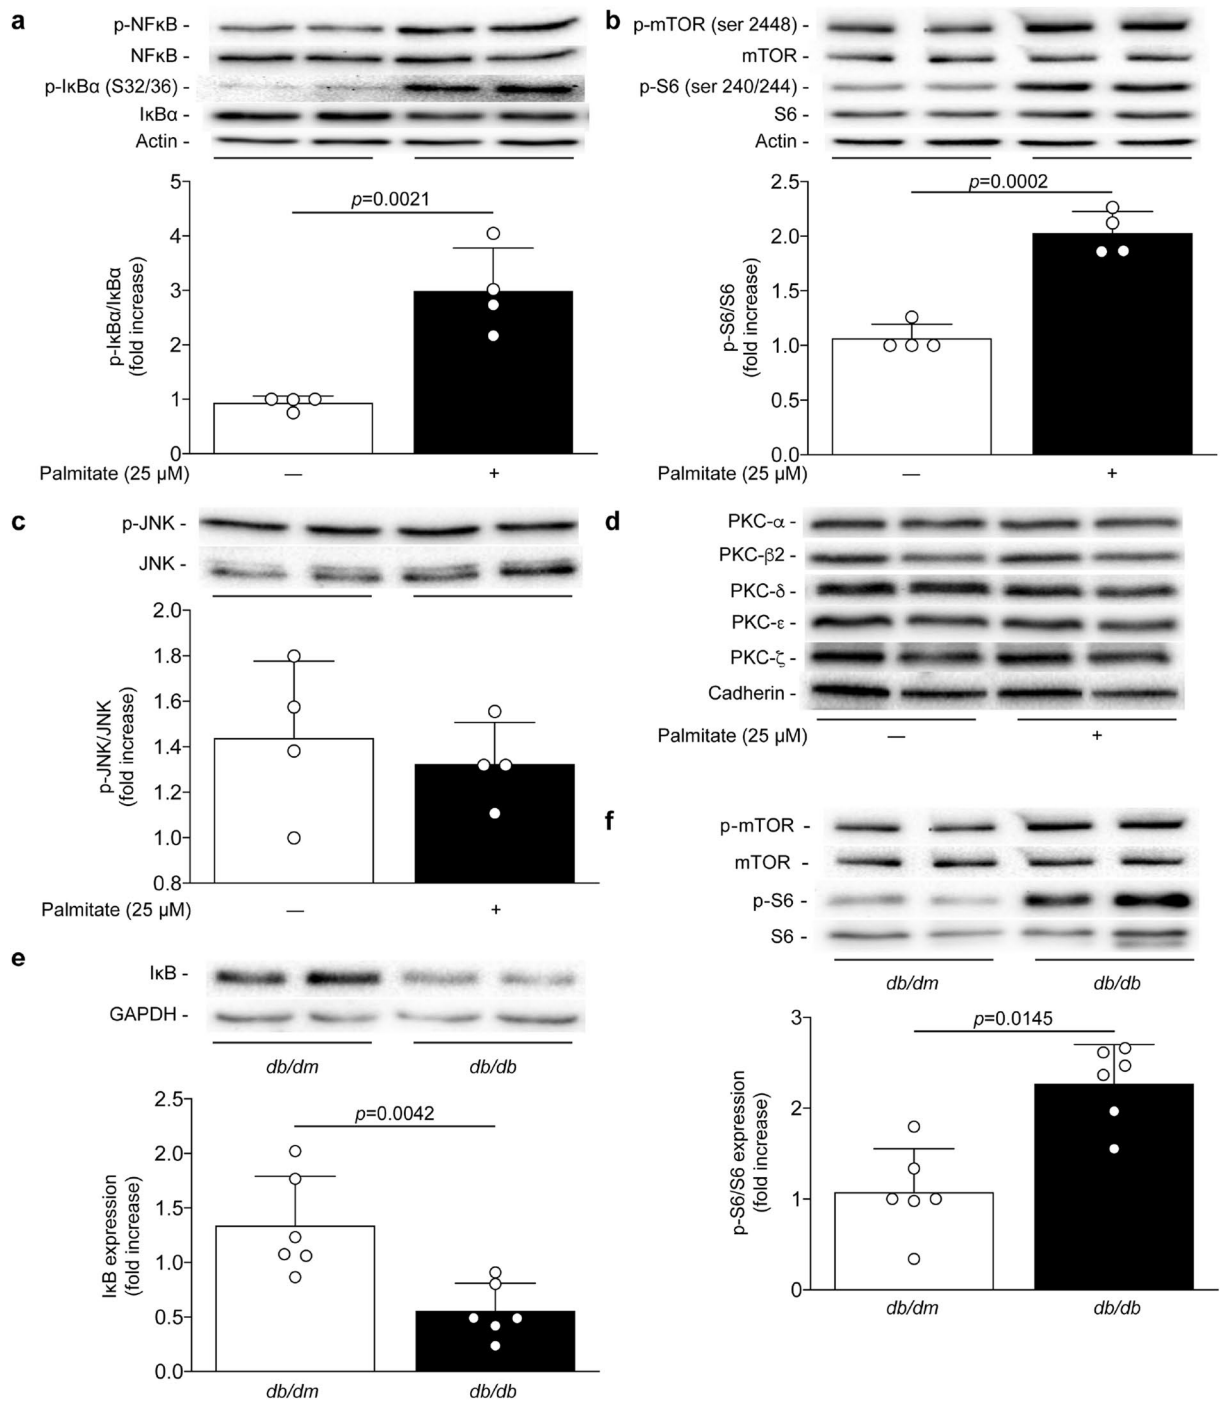 a
p-NFκB -
NFκB -
p-IκBα (S32/36) -
IκBα -
Actin -
5
4
3
2
1
0
p-IκBα/IκBα
(fold increase)
p=0.0021
Palmitate (25 µM)
—
+
b
p-mTOR (ser 2448) -
mTOR -
p-S6 (ser 240/244) -
S6 -
Actin -
2.5
2.0
1.5
1.0
0.5
0.0
p-S6/S6
(fold increase)
p=0.0002
Palmitate (25 µM)
—
+
c
p-JNK -
JNK -
2.0
1.8
1.6
1.4
1.2
1.0
0.8
p-JNK/JNK
(fold increase)
Palmitate (25 µM)
—
+
d
PKC-α -
PKC-β2 -
PKC-δ -
PKC-ε -
PKC-ζ -
Cadherin -
Palmitate (25 µM)
—
+
e
IκB -
GAPDH -
db/dm
db/db
2.5
2.0
1.5
1.0
0.5
0.0
IκB expression
(fold increase)
p=0.0042
db/dm
db/db
f
p-mTOR -
mTOR -
p-S6 -
S6 -
db/dm
db/db
3
2
1
0
p-S6/S6 expression
(fold increase)
p=0.0145
db/dm
db/db